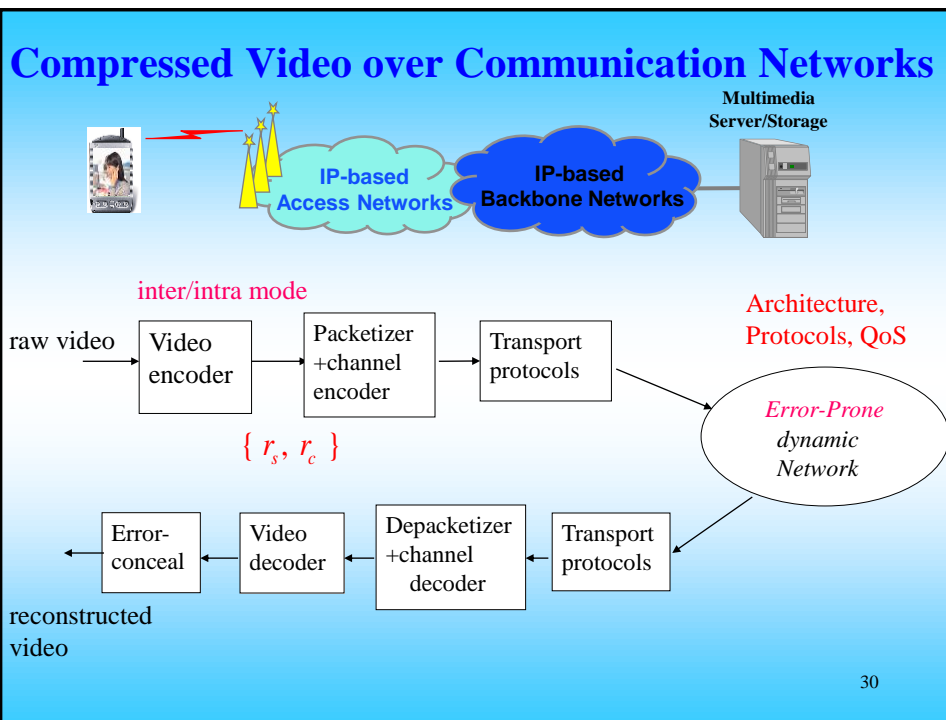 Compressed Video over Communication Networks
Multimedia
Server/Storage
IP-based
Access Networks
IP-based
Backbone Networks
inter/intra mode
Architecture,
Protocols, QoS
raw video
Video
encoder
Packetizer
+channel
encoder
Transport
protocols
{ rs, rc }
Error-Prone
dynamic
Network
Error-
conceal
Video
decoder
Depacketizer
+channel
decoder
Transport
protocols
reconstructed
video
30